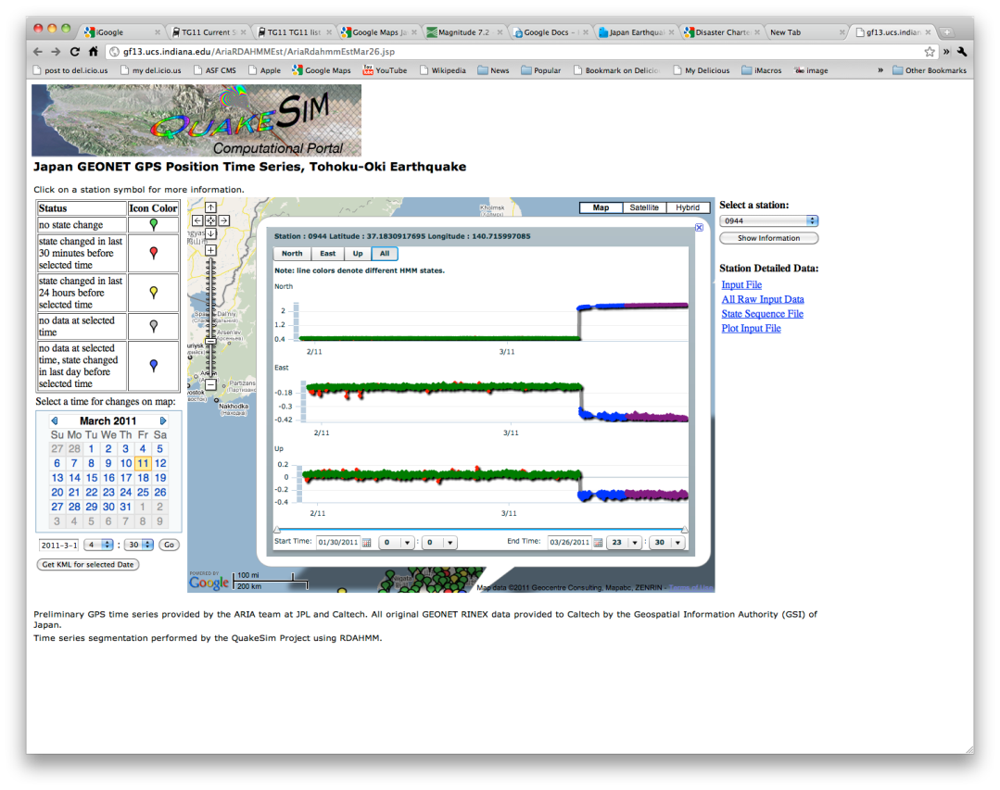 iGoogle
TG11 Current S
TG11 TG11 list
Google Maps Ja
Magnitude 7.2 -
Google Docs -
Japan Earthqua
Disaster Charte
New Tab
gf13.ucs.indian
gf13.ucs.indiana.edu/AriaRDAHMMEst/AriaRdahmmEstMar26.jsp
post to del.icio.us
my del.icio.us
ASF CMS
Apple
Google Maps
YouTube
Wikipedia
News
Popular
Bookmark on Delicio
My Delicious
iMacros
image
»
Other Bookmarks
QUAKESIM
Computational Portal
Japan GEONET GPS Position Time Series, Tohoku-Oki Earthquake
Click on a station symbol for more information.
Status Icon Color
no state change
state changed in last
30 minutes before
selected time
state changed in last
24 hours before
selected time
no data at selected
time
no data at selected
time, state changed
in last day before
selected time
Select a time for changes on map:
March 2011
Su Mo Tu We Th Fr Sa
27 28 1 2 3 4 5
6 7 8 9 10 11 12
13 14 15 16 17 18 19
20 21 22 23 24 25 26
27 28 29 30 31 1 2
3 4 5 6 7 8 9
2011-3-1 4 : 30 Go
Get KML for selected Date
Kholmsk
Map Satellite Hybrid
Dal'niy
Arsen'ev
Partizans
Nakhodka
Station : 0944 Latitude : 37.1830917695 Longitude : 140.715997085
North East Up All
Note: line colors denote different HMM states.
North
2
1.2
0.4
2/11 3/11
East
-0.18
-0.3
-0.42
2/11 3/11
Up
0.2
0
-0.2
-0.4
2/11 3/11
Start Time: 01/30/2011 0 : 0 End Time: 03/26/2011 23 : 30
POWERED BY
Google
100 mi
200 km
Map data ©2011 Geocentre Consulting, Mapabc, ZENRIN - Terms of Use
Select a station:
0944
Show Information
Station Detailed Data:
Input File
All Raw Input Data
State Sequence File
Plot Input File
Preliminary GPS time series provided by the ARIA team at JPL and Caltech. All original GEONET RINEX data provided to Caltech by the Geospatial Information Authority (GSI) of
Japan.
Time series segmentation performed by the QuakeSim Project using RDAHMM.